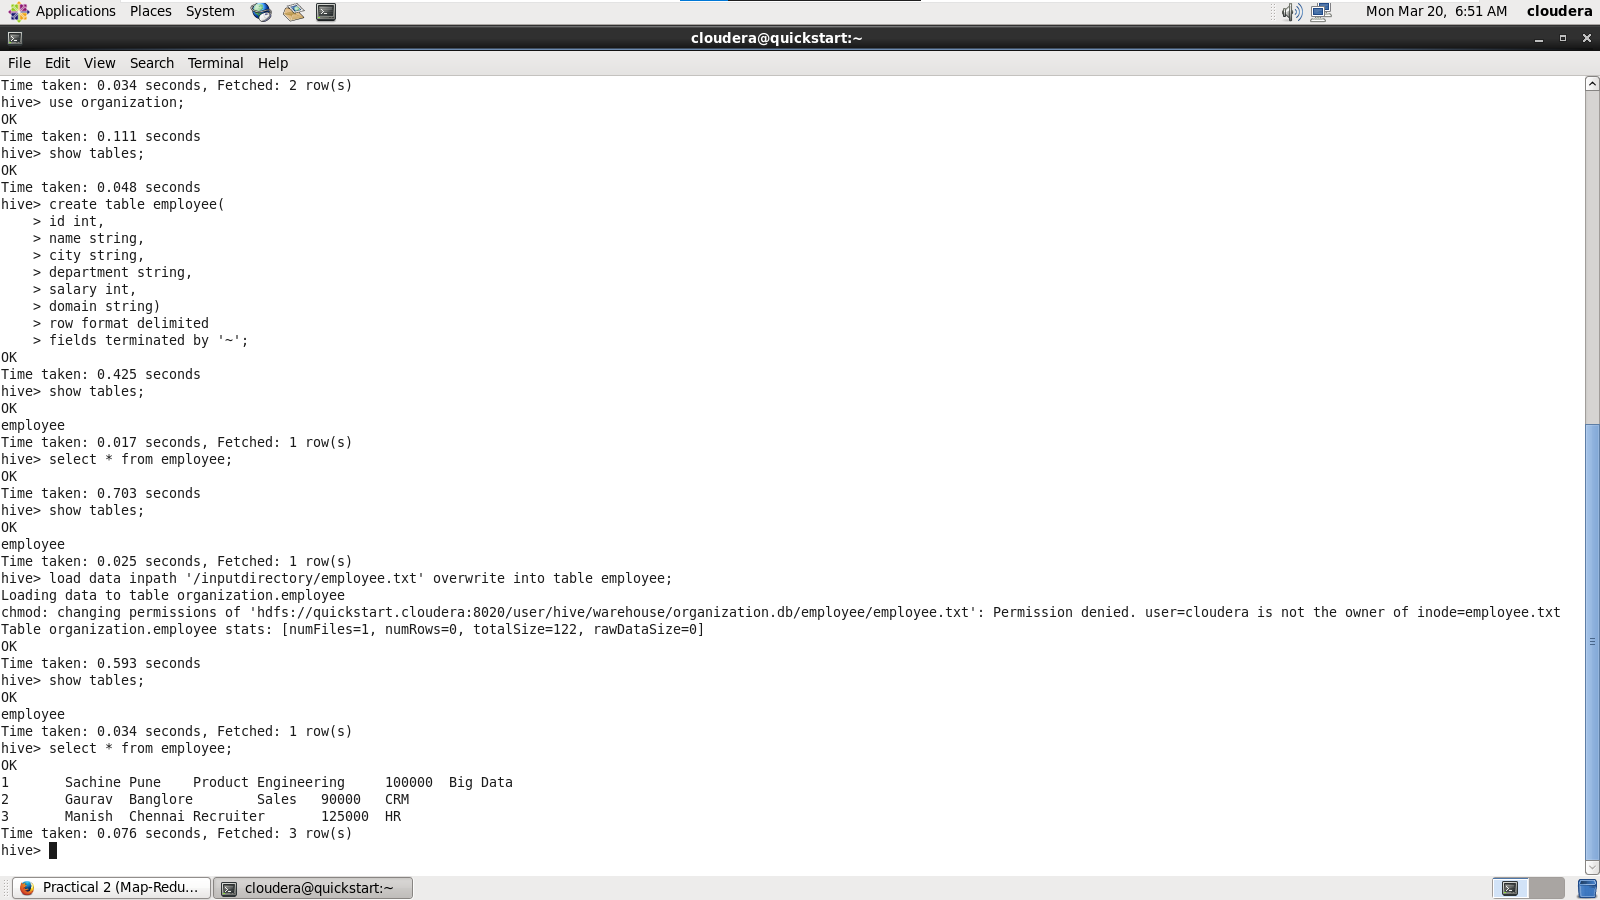 Applications Places System Mon Mar 20, 6:51 AM cloudera
cloudera@quickstart:~
File Edit View Search Terminal Help
Time taken: 0.034 seconds, Fetched: 2 row(s)
hive> use organization;
OK
Time taken: 0.111 seconds
hive> show tables;
OK
Time taken: 0.048 seconds
hive> create table employee(
    > id int,
    > name string,
    > city string,
    > department string,
    > salary int,
    > domain string)
    > row format delimited
    > fields terminated by '~';
OK
Time taken: 0.425 seconds
hive> show tables;
OK
employee
Time taken: 0.017 seconds, Fetched: 1 row(s)
hive> select * from employee;
OK
Time taken: 0.703 seconds
hive> show tables;
OK
employee
Time taken: 0.025 seconds, Fetched: 1 row(s)
hive> load data inpath '/inputdirectory/employee.txt' overwrite into table employee;
Loading data to table organization.employee
chmod: changing permissions of 'hdfs://quickstart.cloudera:8020/user/hive/warehouse/organization.db/employee/employee.txt': Permission denied. user=cloudera is not the owner of inode=employee.txt
Table organization.employee stats: [numFiles=1, numRows=0, totalSize=122, rawDataSize=0]
OK
Time taken: 0.593 seconds
hive> show tables;
OK
employee
Time taken: 0.034 seconds, Fetched: 1 row(s)
hive> select * from employee;
OK
1       Sachine Pune    Product Engineering     100000  Big Data
2       Gaurav  Banglore        Sales   90000   CRM
3       Manish  Chennai Recruiter       125000  HR
Time taken: 0.076 seconds, Fetched: 3 row(s)
hive>
Practical 2 (Map-Redu... cloudera@quickstart:~